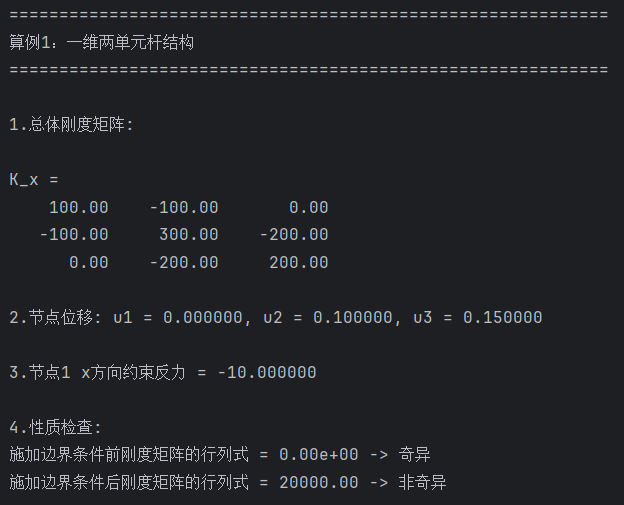 ============================================================
算例1：一维两单元杆结构
============================================================
1.总体刚度矩阵:
K_x =
100.00 -100.00 0.00
-100.00 300.00 -200.00
0.00 -200.00 200.00
2.节点位移: u1 = 0.000000, u2 = 0.100000, u3 = 0.150000
3.节点1 x方向约束反力 = -10.000000
4.性质检查:
施加边界条件前刚度矩阵的行列式 = 0.00e+00 -> 奇异
施加边界条件后刚度矩阵的行列式 = 20000.00 -> 非奇异